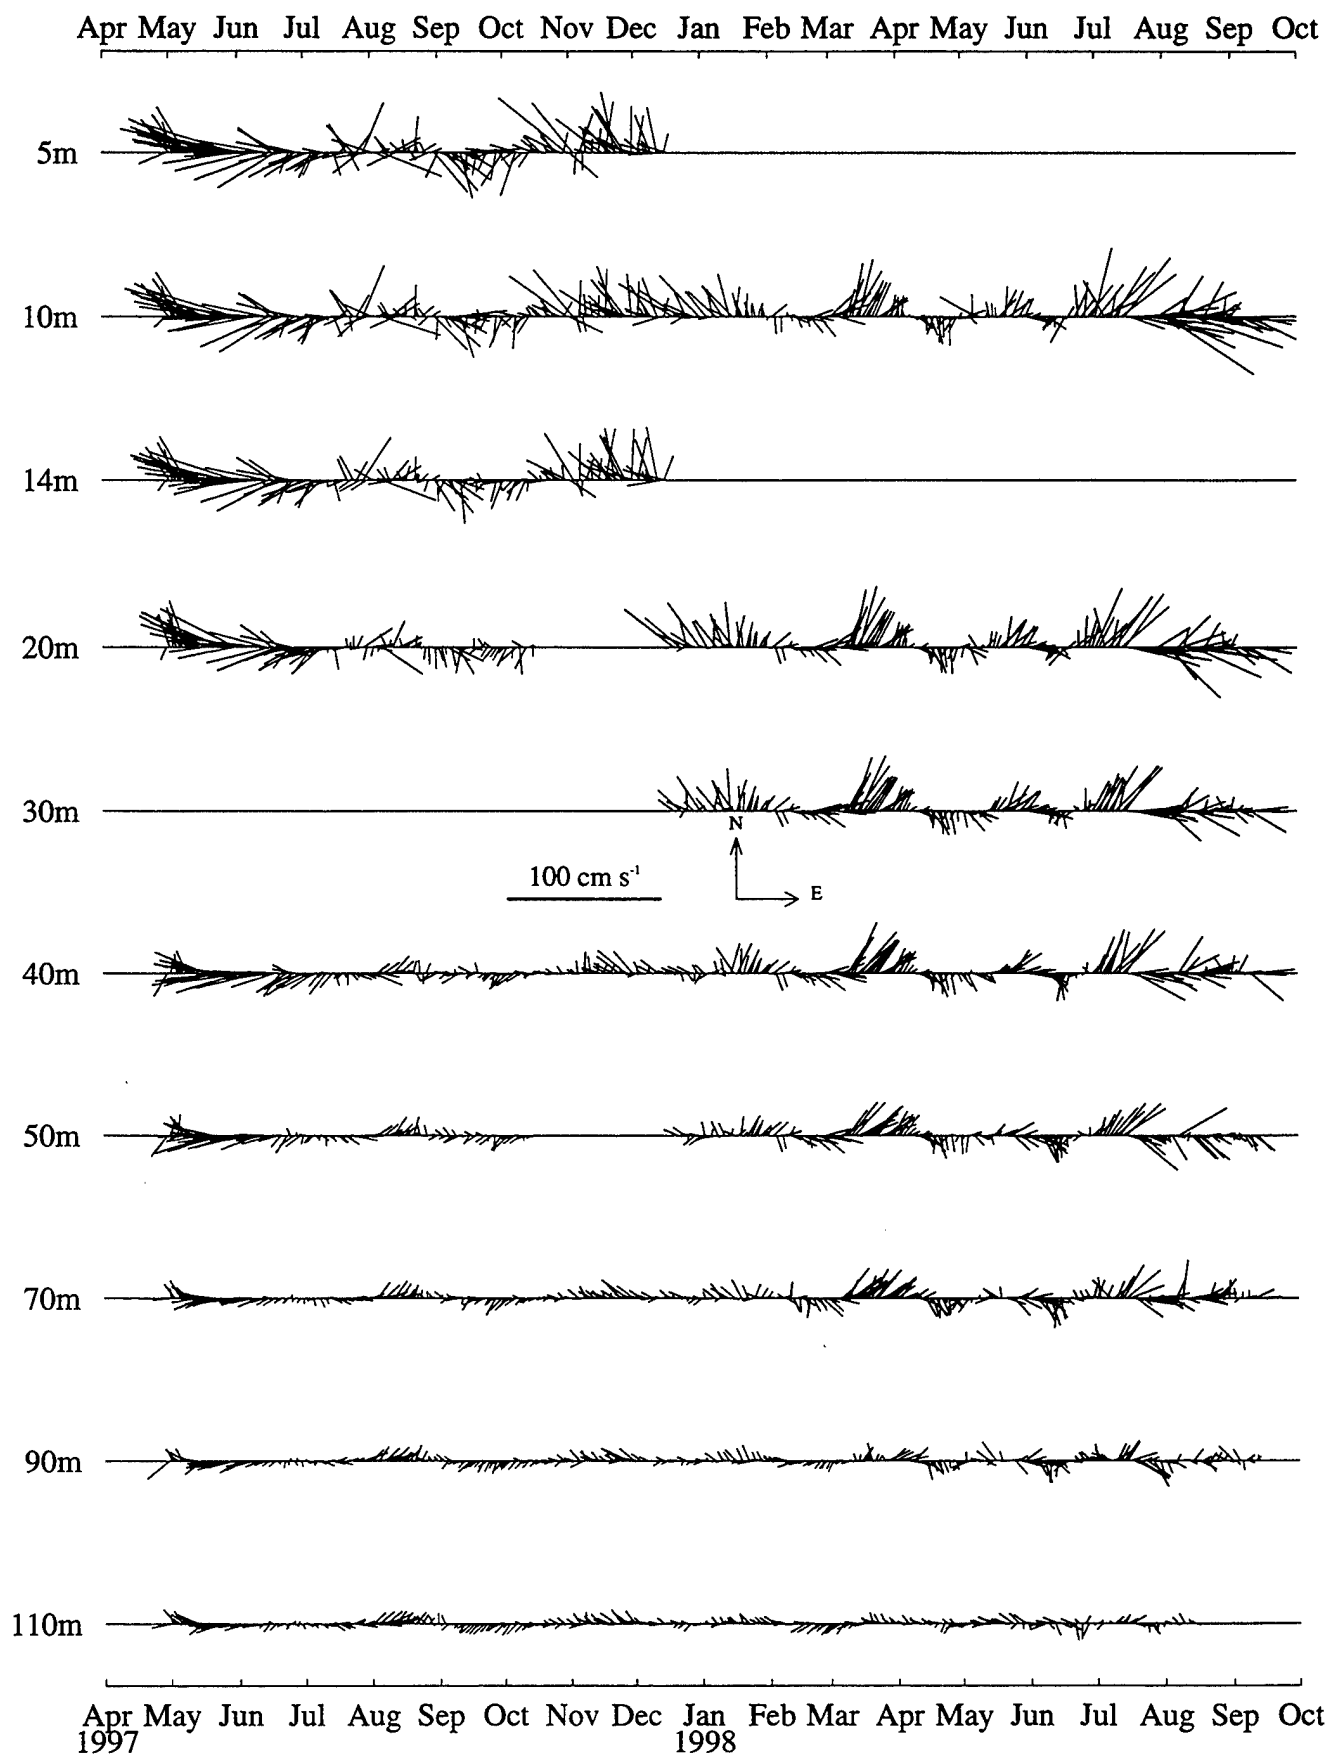 Apr May Jun Jul Aug Sep Oct Nov Dec Jan Feb Mar Apr May Jun Jul Aug Sep Oct
5m
10m
14m
20m
30m
N
100 cm s⁻¹
E
40m
50m
70m
90m
110m
Apr May Jun Jul Aug Sep Oct Nov Dec Jan Feb Mar Apr May Jun Jul Aug Sep Oct
1997 1998